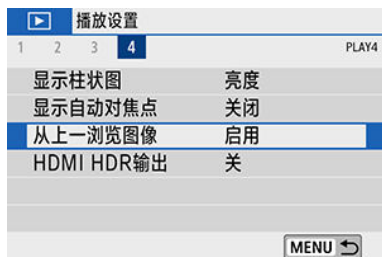 播放设置
1 2 3 4 PLAY4
显示柱状图 亮度
显示自动对焦点 关闭
从上一浏览图像 启用
HDMI HDR输出 关
MENU